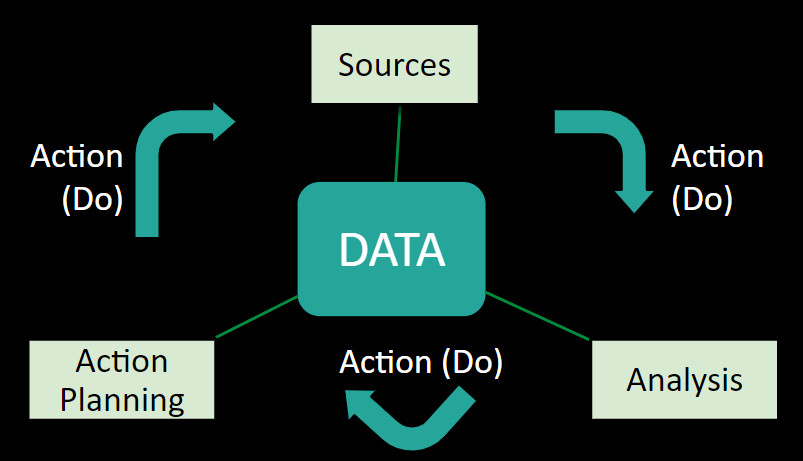 Sources
Action
(Do)
Action
(Do)
DATA
Action
Planning
Action (Do)
Analysis